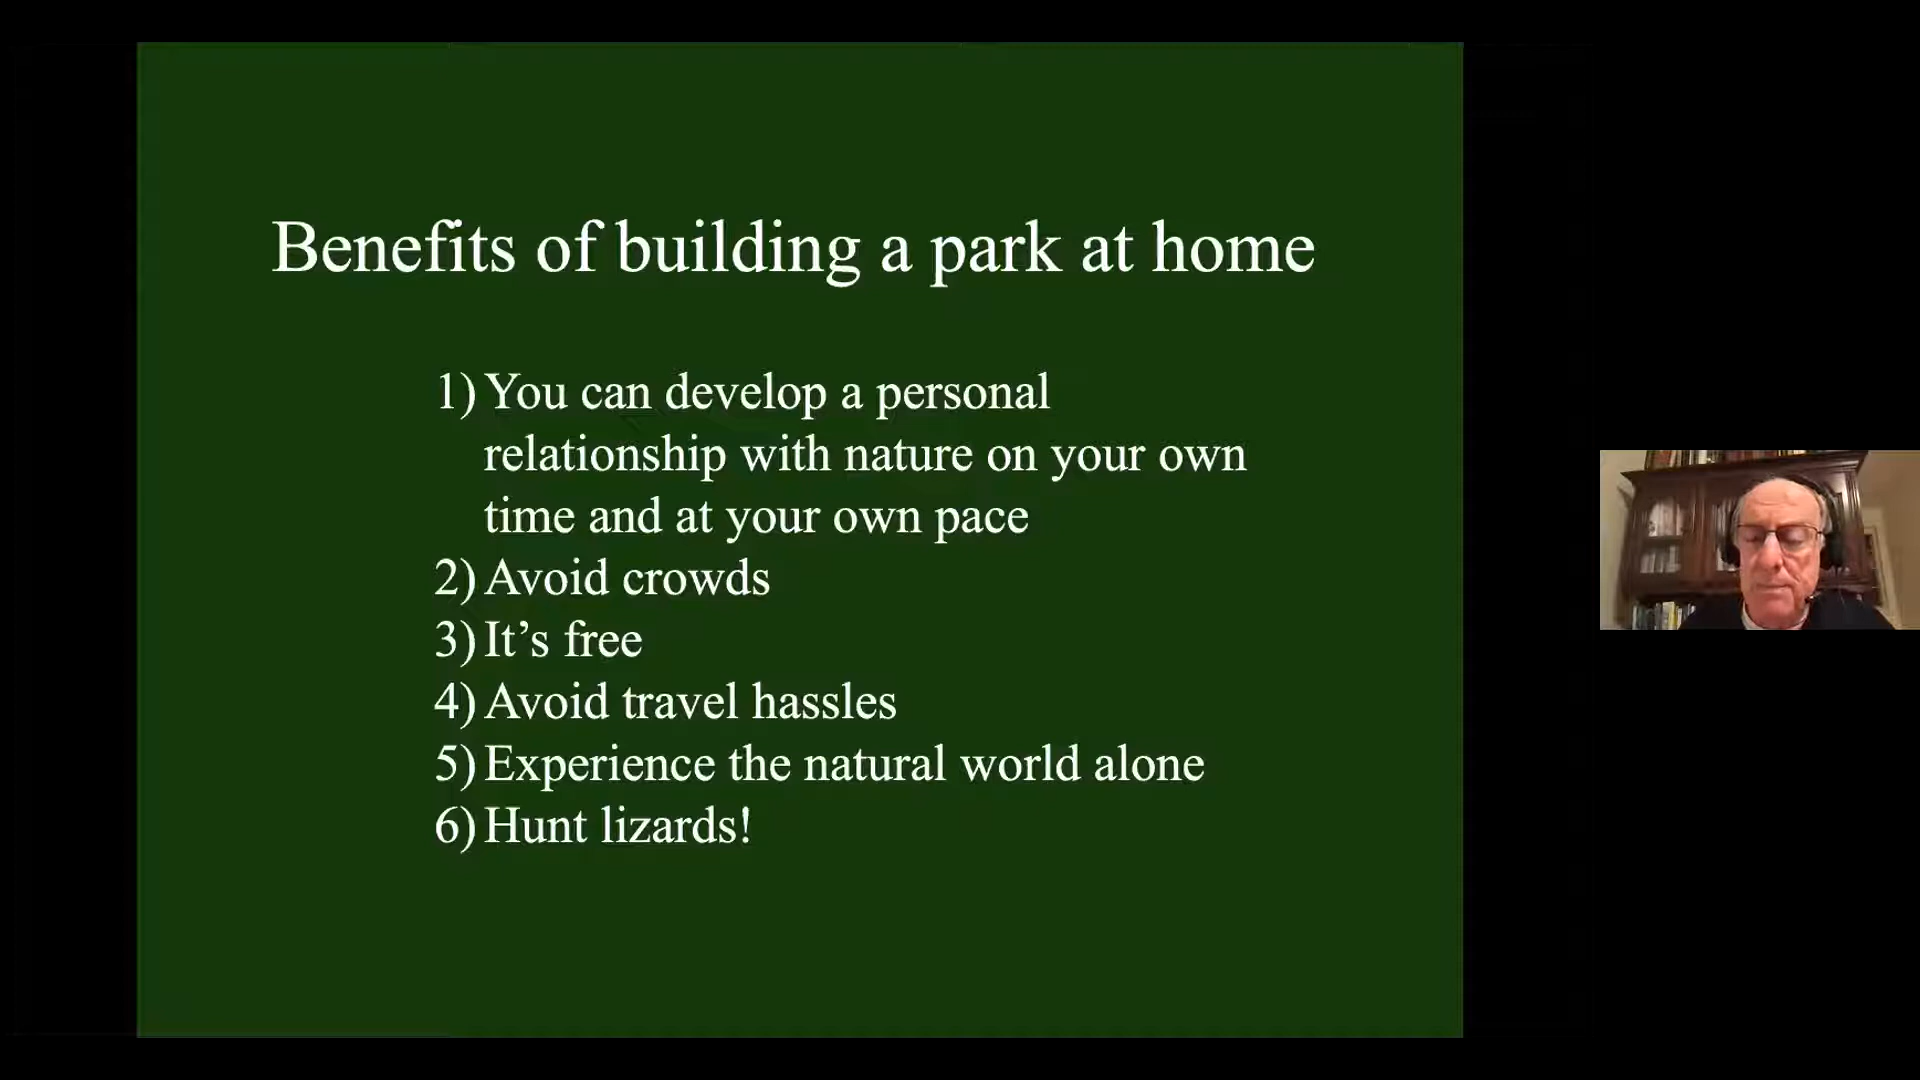 Benefits of building a park at home
1) You can develop a personal
relationship with nature on your own
time and at your own pace
2) Avoid crowds
3) It’s free
4) Avoid travel hassles
5) Experience the natural world alone
6) Hunt lizards!